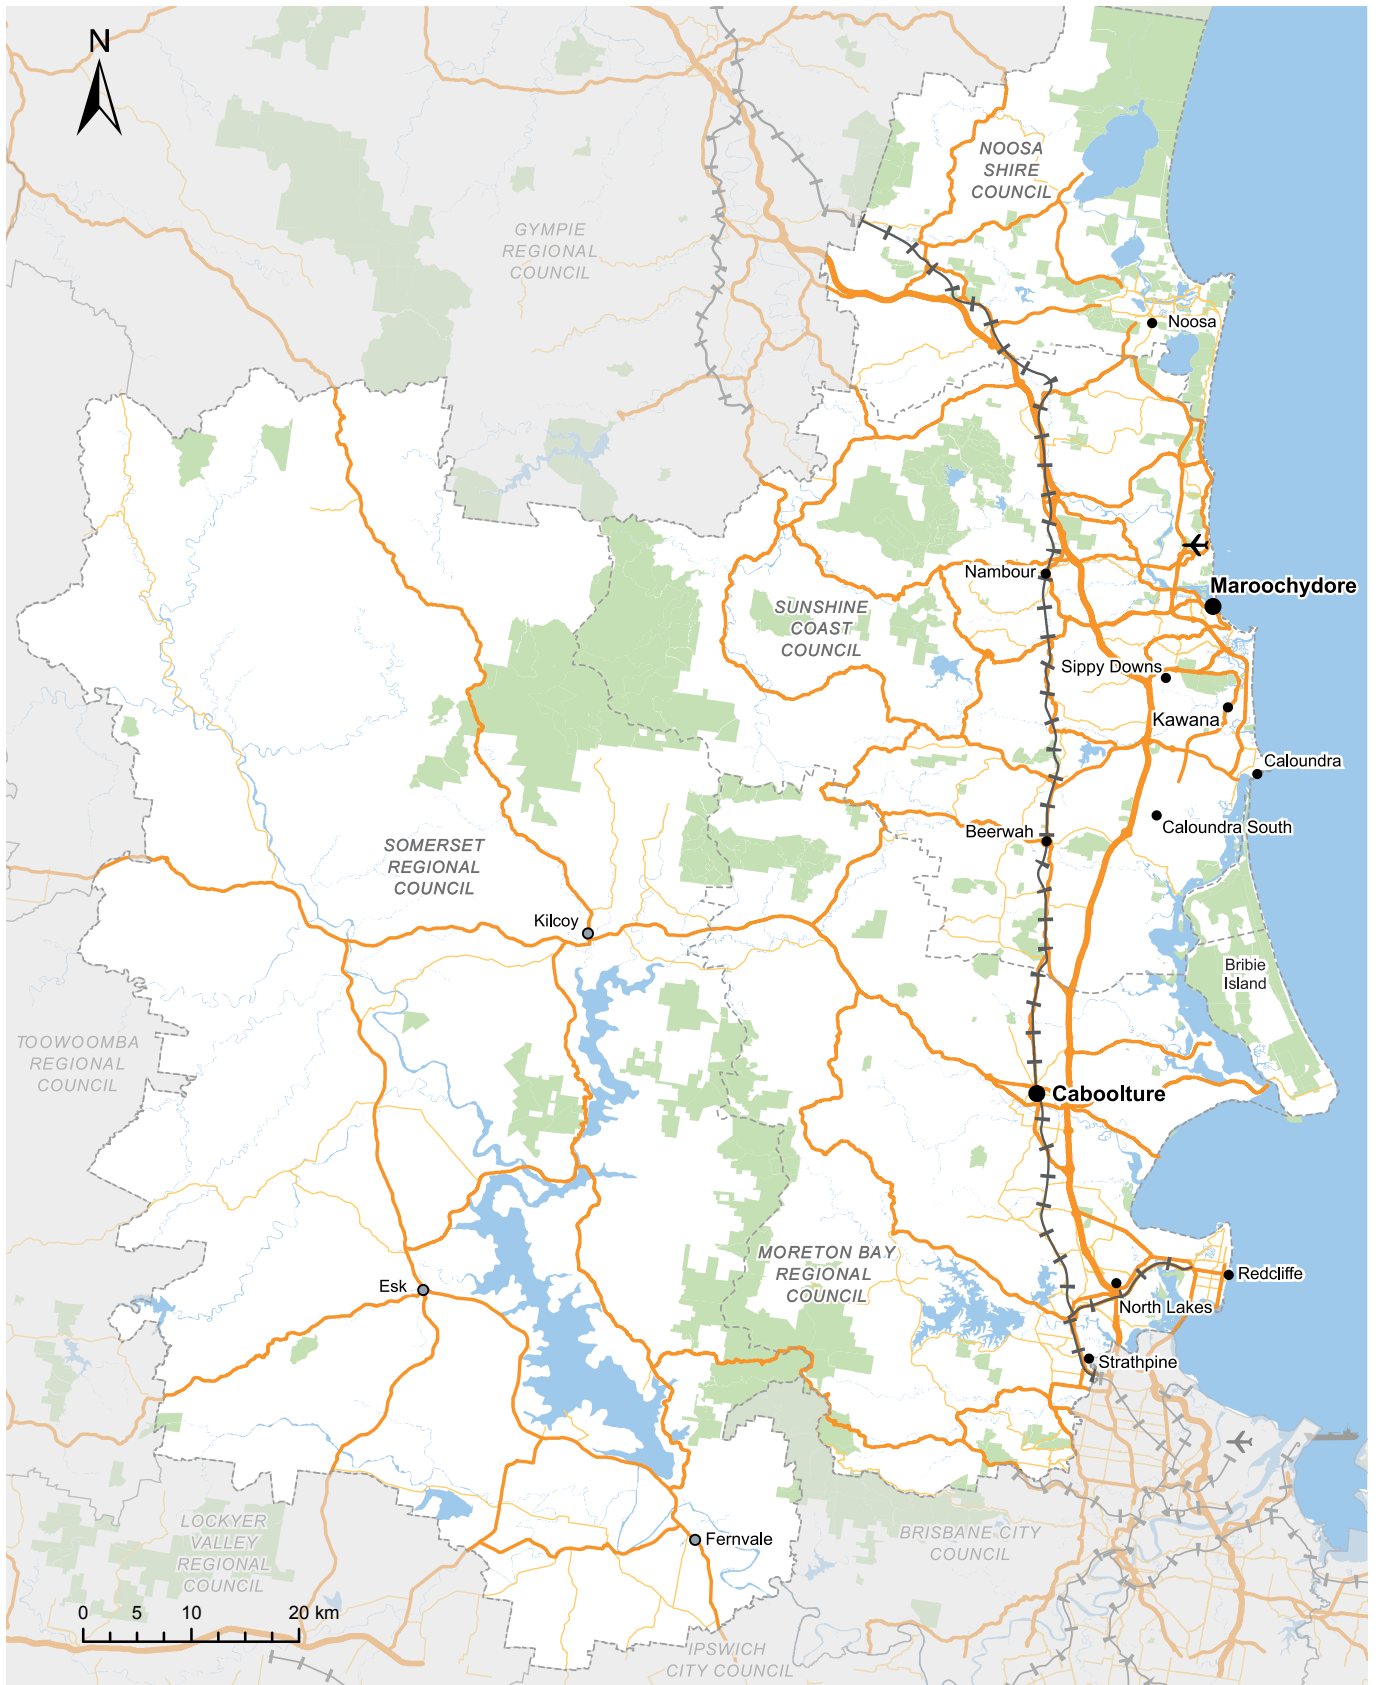 N
NOOSA
SHIRE
COUNCIL
GYMPIE
REGIONAL
COUNCIL
Noosa
Nambour
Maroochydore
SUNSHINE
COAST
COUNCIL
Sippy Downs
Kawana
Caloundra
Caloundra South
Beerwah
SOMERSET
REGIONAL
COUNCIL
Kilcoy
Bribie
Island
TOOWOOMBA
REGIONAL
COUNCIL
Caboolture
MORETON BAY
REGIONAL
COUNCIL
Redcliffe
Esk
North Lakes
Strathpine
LOCKYER
VALLEY
REGIONAL
COUNCIL
BRISBANE CITY
COUNCIL
Fernvale
0 5 10 20 km
IPSWICH
CITY COUNCIL